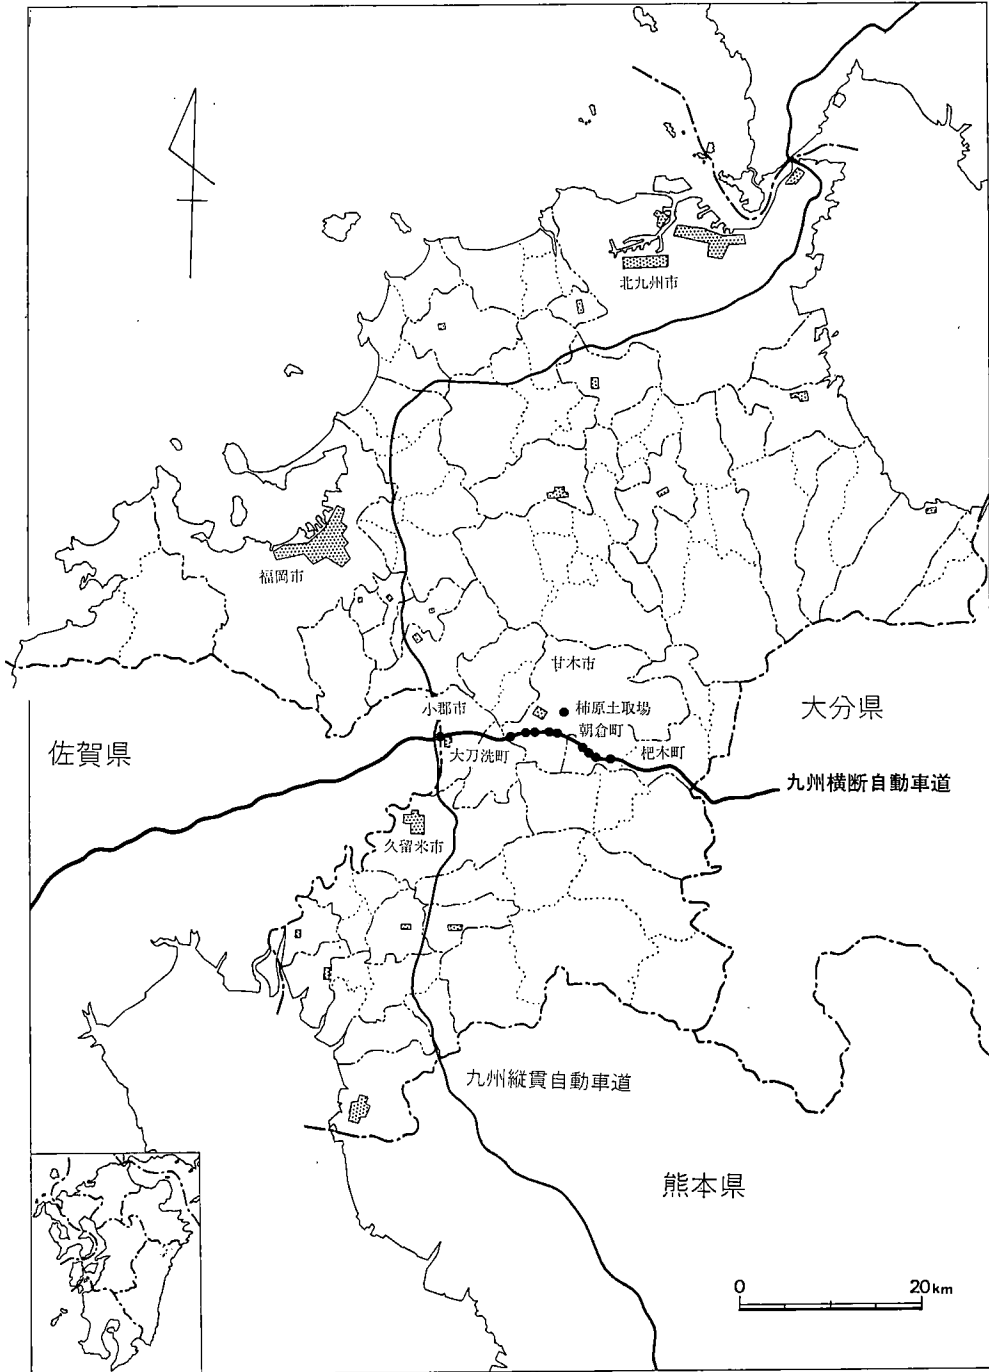 北九州市
福岡市
甘木市
小郡市
柿原土取場
朝倉町
大分県
佐賀県
大刀洗町
杷木町
九州横断自動車道
久留米市
九州縦貫自動車道
熊本県
0 20km